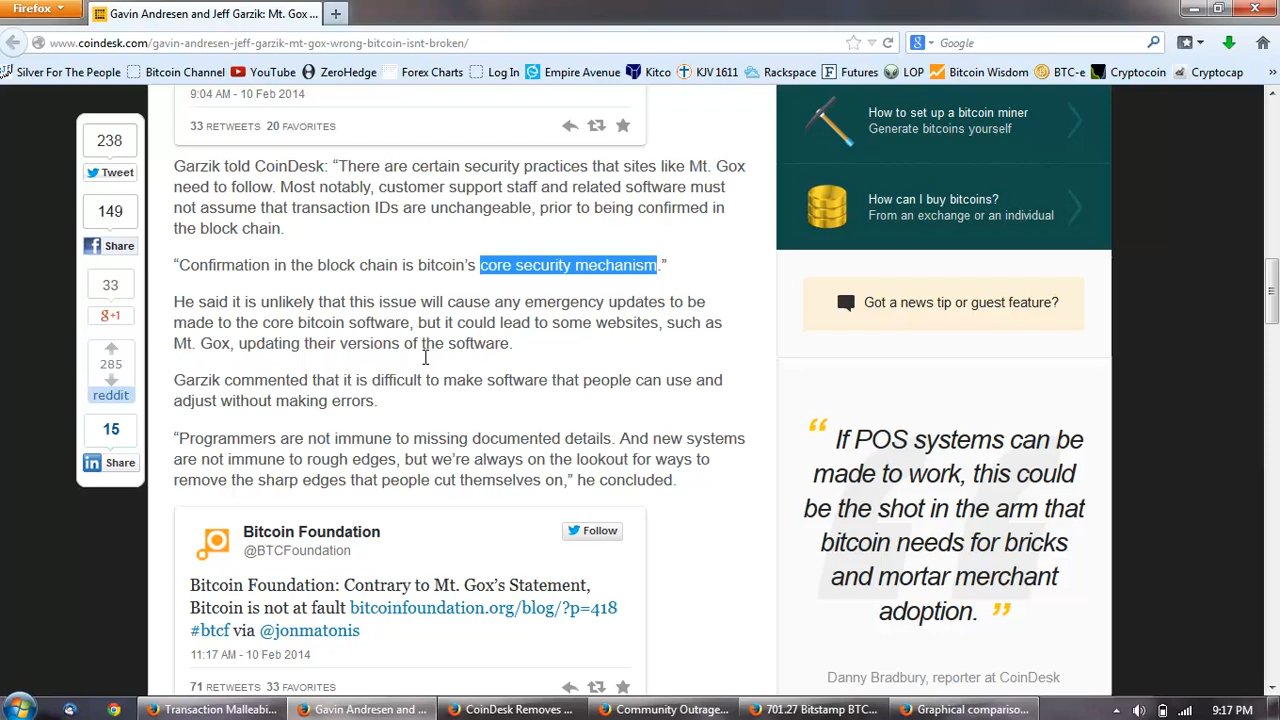 Firefox
Gavin Andresen and Jeff Garzik: Mt. Gox ...
www.coindesk.com/gavin-andresen-jeff-garzik-mt-gox-wrong-bitcoin-isnt-broken/
Google
Silver For The People
Bitcoin Channel
YouTube
ZeroHedge
Forex Charts
Log In
Empire Avenue
Kitco
KJV 1611
Rackspace
Futures
LOP
Bitcoin Wisdom
BTC-e
Cryptocoin
Cryptocap
»
9:04 AM - 10 Feb 2014
33 RETWEETS 20 FAVORITES
238
Tweet
149
Share
33
+1
285
reddit
15
in Share
Garzik told CoinDesk: “There are certain security practices that sites like Mt. Gox
need to follow. Most notably, customer support staff and related software must
not assume that transaction IDs are unchangeable, prior to being confirmed in
the block chain.
“Confirmation in the block chain is bitcoin’s core security mechanism.”
He said it is unlikely that this issue will cause any emergency updates to be
made to the core bitcoin software, but it could lead to some websites, such as
Mt. Gox, updating their versions of the software.
Garzik commented that it is difficult to make software that people can use and
adjust without making errors.
“Programmers are not immune to missing documented details. And new systems
are not immune to rough edges, but we’re always on the lookout for ways to
remove the sharp edges that people cut themselves on,” he concluded.
Bitcoin Foundation
@BTCFoundation
Follow
Bitcoin Foundation: Contrary to Mt. Gox’s Statement,
Bitcoin is not at fault bitcoinfoundation.org/blog/?p=418
#btcf via @jonmatonis
11:17 AM - 10 Feb 2014
71 RETWEETS 33 FAVORITES
How to set up a bitcoin miner
Generate bitcoins yourself
How can I buy bitcoins?
From an exchange or an individual
Got a news tip or guest feature?
“ If POS systems can be
made to work, this could
be the shot in the arm that
bitcoin needs for bricks
and mortar merchant
adoption. ”
Danny Bradbury, reporter at CoinDesk
Transaction Malleabi...
Gavin Andresen and ...
CoinDesk Removes ...
Community Outrage...
701.27 Bitstamp BTC...
Graphical compariso...
9:17 PM